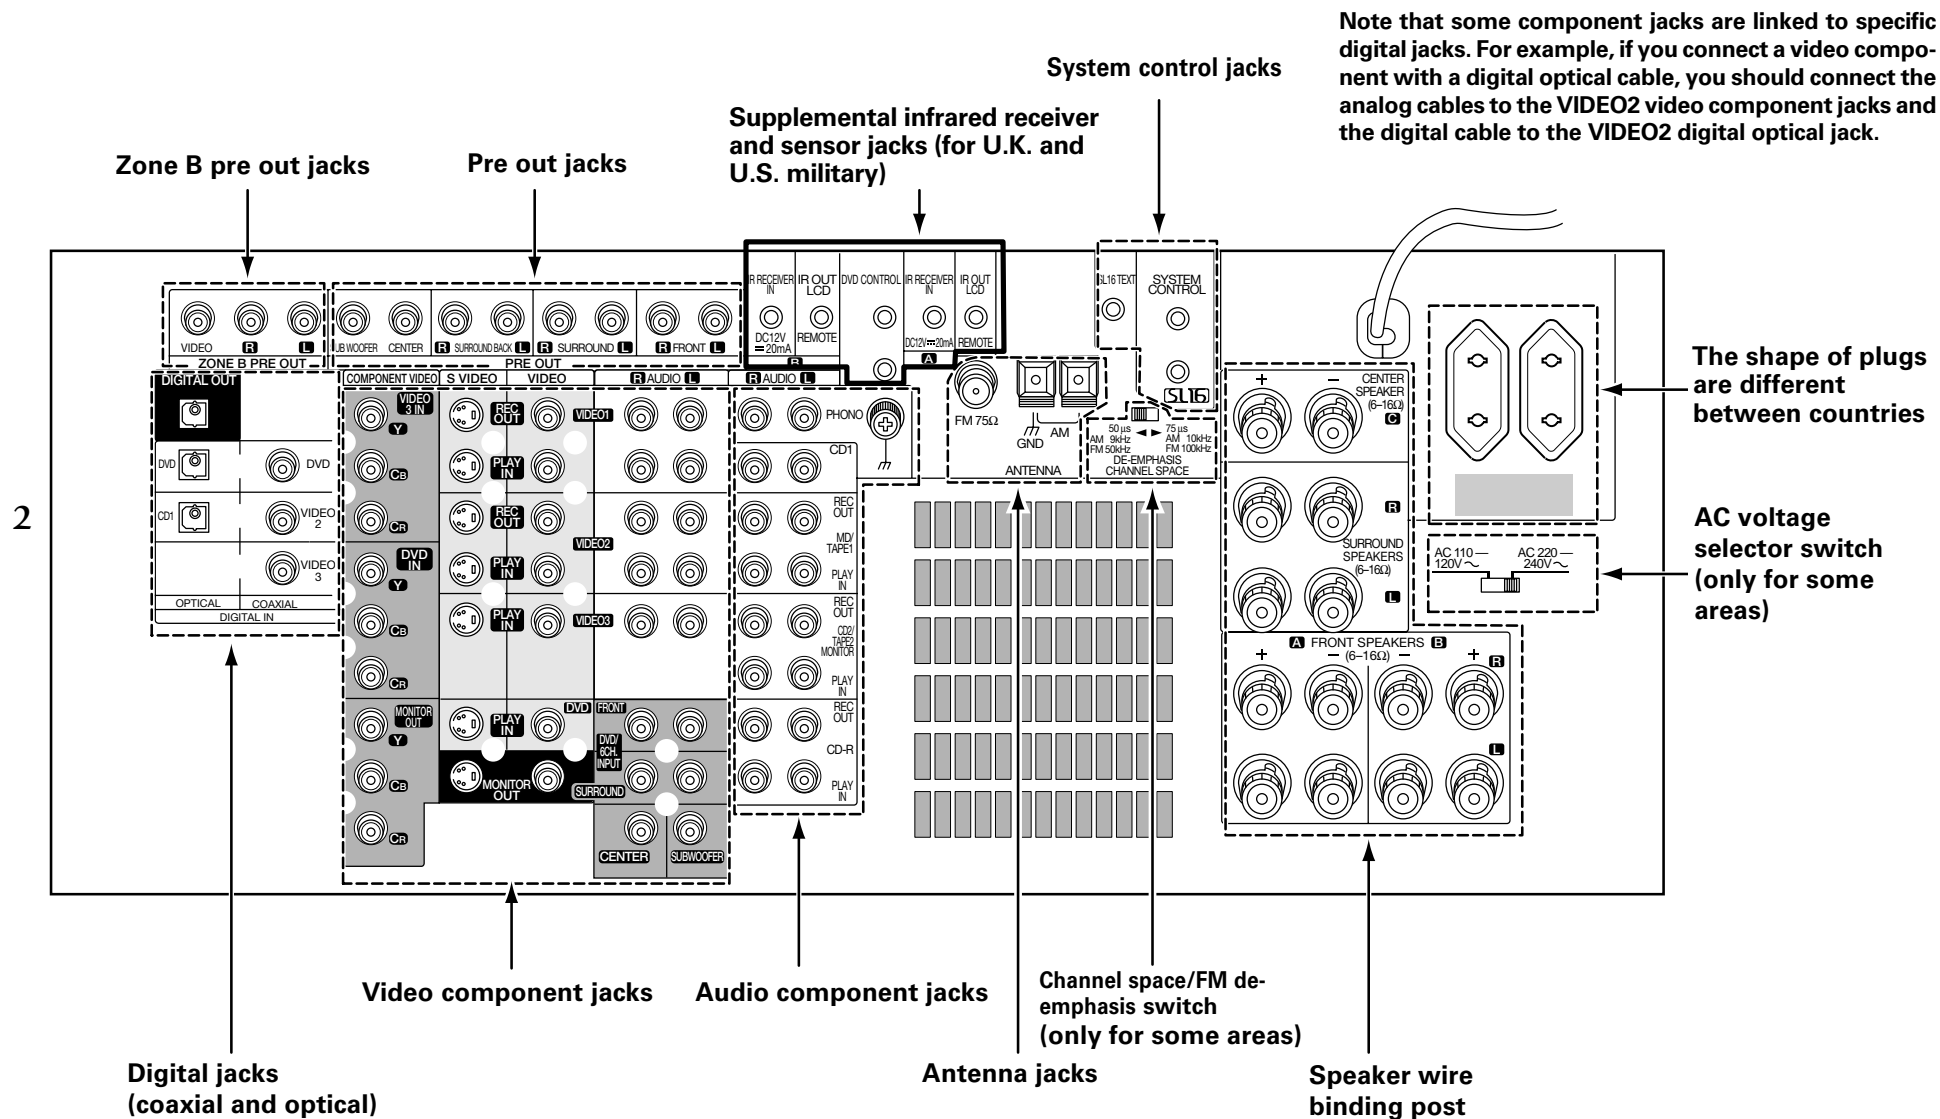 Note that some component jacks are linked to specific
digital jacks. For example, if you connect a video compo-
nent with a digital optical cable, you should connect the
analog cables to the VIDEO2 video component jacks and
the digital cable to the VIDEO2 digital optical jack.
System control jacks
Supplemental infrared receiver
and sensor jacks (for U.K. and
U.S. military)
Zone B pre out jacks
Pre out jacks
VIDEO R L
ZONE B PRE OUT
SUB WOOFER CENTER R SURROUND BACK L R SURROUND L R FRONT L
PRE OUT
IR RECEIVER
IN
DC12V
20mA
IR OUT
LCD
REMOTE
B
DVD CONTROL
IR RECEIVER
IN
DC12V 20mA
A
IR OUT
LCD
REMOTE
SL16 TEXT
SYSTEM
CONTROL
SL16
DIGITAL OUT
DVD
DVD
CD1
VIDEO
2
VIDEO
3
OPTICAL COAXIAL
DIGITAL IN
COMPONENT VIDEO S VIDEO VIDEO R AUDIO L R AUDIO L
VIDEO
3 IN
Y
CB
CR
DVD
IN
Y
CB
CR
MONITOR
OUT
Y
CB
CR
REC
OUT
VIDEO1
PLAY
IN
REC
OUT
VIDEO2
PLAY
IN
PLAY
IN
VIDEO3
PLAY
IN
DVD
FRONT
DVD/
6CH.
INPUT
MONITOR
OUT
SURROUND
CENTER
SUBWOOFER
PHONO
CD1
REC
OUT
MD/
TAPE1
PLAY
IN
REC
OUT
CD2/
TAPE2
MONITOR
PLAY
IN
REC
OUT
CD-R
PLAY
IN
FM 75Ω
GND
AM
ANTENNA
50 µs ◄ ► 75 µs
AM 9kHz AM 10kHz
FM 50kHz FM 100kHz
DE-EMPHASIS
CHANNEL SPACE
+ −
CENTER
SPEAKER
(6–16Ω)
C
R
SURROUND
SPEAKERS
(6–16Ω)
L
A FRONT SPEAKERS B
+ − (6–16Ω) − +
R
L
The shape of plugs
are different
between countries
AC 110 —
120V ~
AC 220 —
240V ~
AC voltage
selector switch
(only for some
areas)
2
Video component jacks
Audio component jacks
Channel space/FM de-
emphasis switch
(only for some areas)
Digital jacks
(coaxial and optical)
Antenna jacks
Speaker wire
binding post